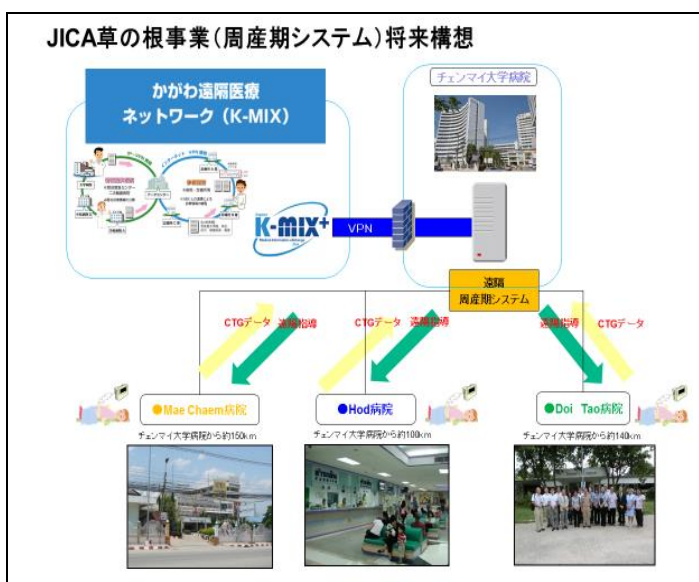 JICA草の根事業(周産期システム)将来構想
かがわ遠隔医療
ネットワーク(K-MIX)
チェンマイ大学病院
K-MIX+
VPN
遠隔
周産期システム
CTGデータ
遠隔指導
CTGデータ
遠隔指導
遠隔指導
CTGデータ
●Mae Chaem病院
●Hod病院
●Doi Tao病院
チェンマイ大学病院から約150km
チェンマイ大学病院から約100km
チェンマイ大学病院から約140km